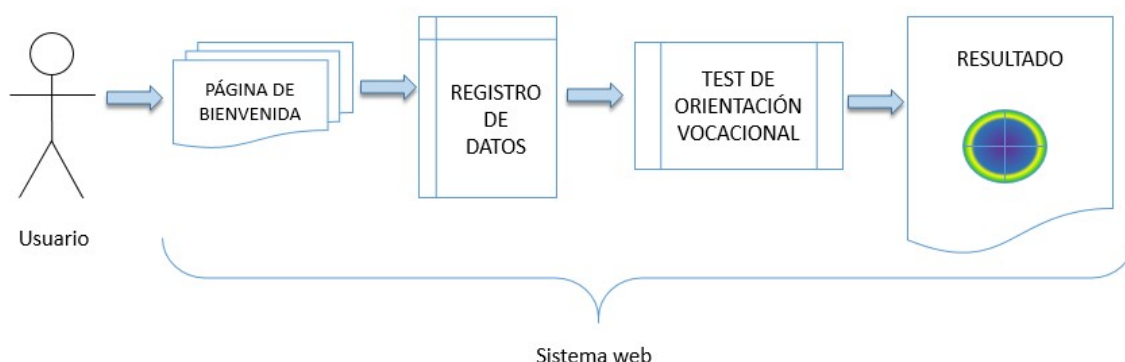 Usuario
PÁGINA DE
BIENVENIDA
REGISTRO
DE
DATOS
TEST DE
ORIENTACIÓN
VOCACIONAL
RESULTADO
Sistema web